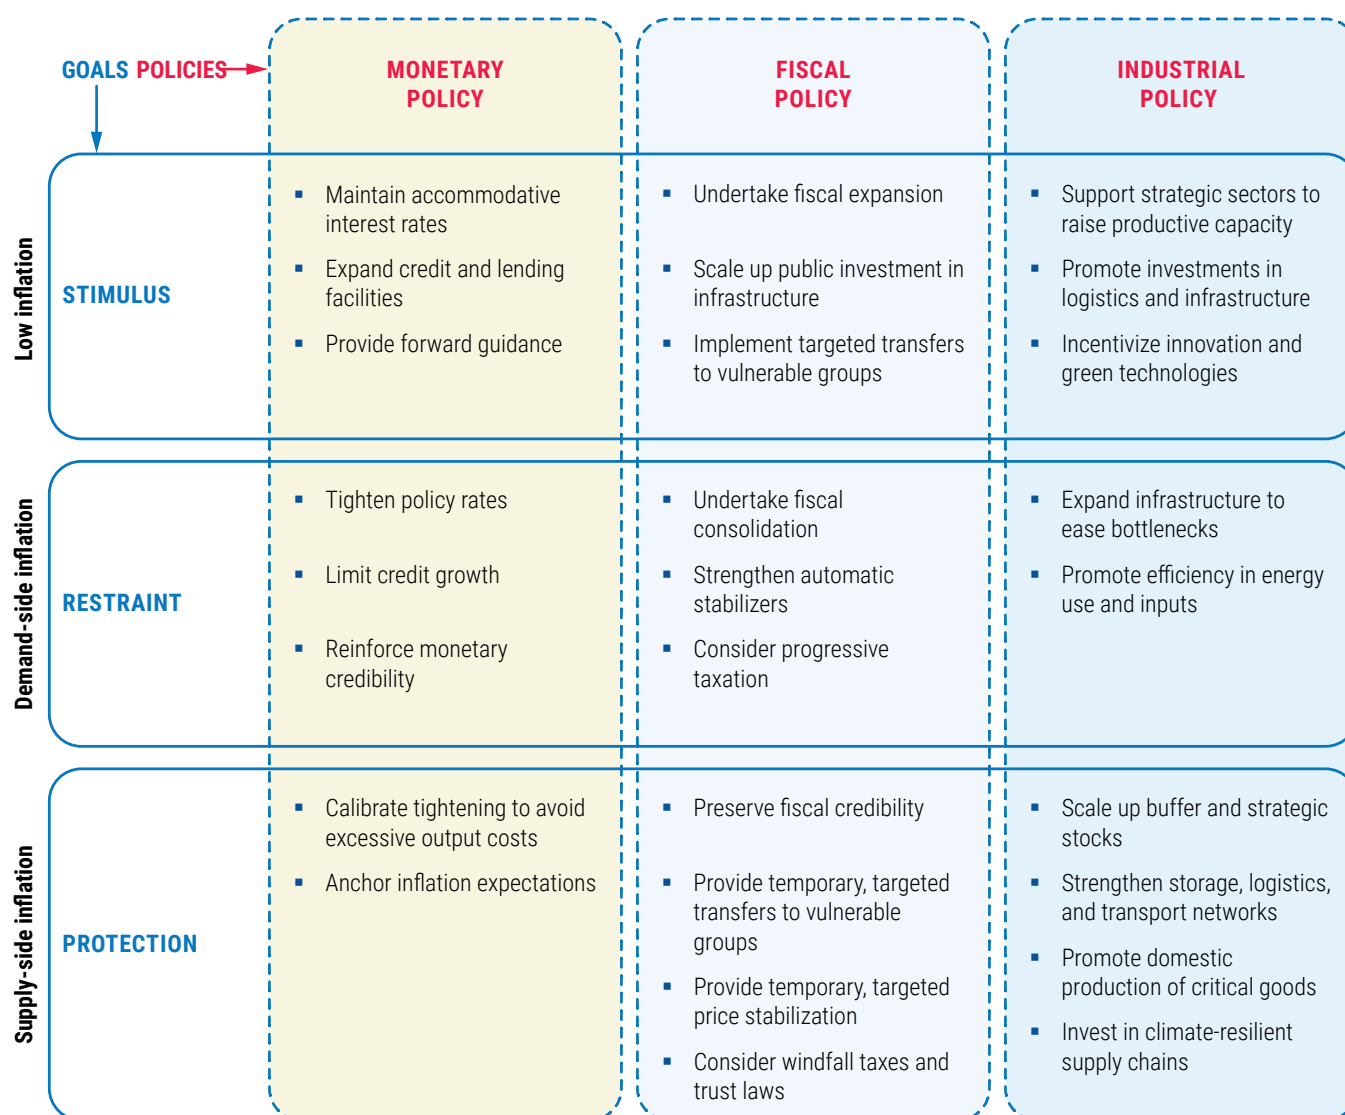 GOALS POLICIES
MONETARY
POLICY
FISCAL
POLICY
INDUSTRIAL
POLICY
Low inflation
STIMULUS
Maintain accommodative
interest rates
Expand credit and lending
facilities
Provide forward guidance
Undertake fiscal expansion
Scale up public investment in
infrastructure
Implement targeted transfers
to vulnerable groups
Support strategic sectors to
raise productive capacity
Promote investments in
logistics and infrastructure
Incentivize innovation and
green technologies
Demand-side inflation
RESTRAINT
Tighten policy rates
Limit credit growth
Reinforce monetary
credibility
Undertake fiscal
consolidation
Strengthen automatic
stabilizers
Consider progressive
taxation
Expand infrastructure to
ease bottlenecks
Promote efficiency in energy
use and inputs
Supply-side inflation
PROTECTION
Calibrate tightening to avoid
excessive output costs
Anchor inflation expectations
Preserve fiscal credibility
Provide temporary, targeted
transfers to vulnerable
groups
Provide temporary, targeted
price stabilization
Consider windfall taxes and
trust laws
Scale up buffer and strategic
stocks
Strengthen storage, logistics,
and transport networks
Promote domestic
production of critical goods
Invest in climate-resilient
supply chains